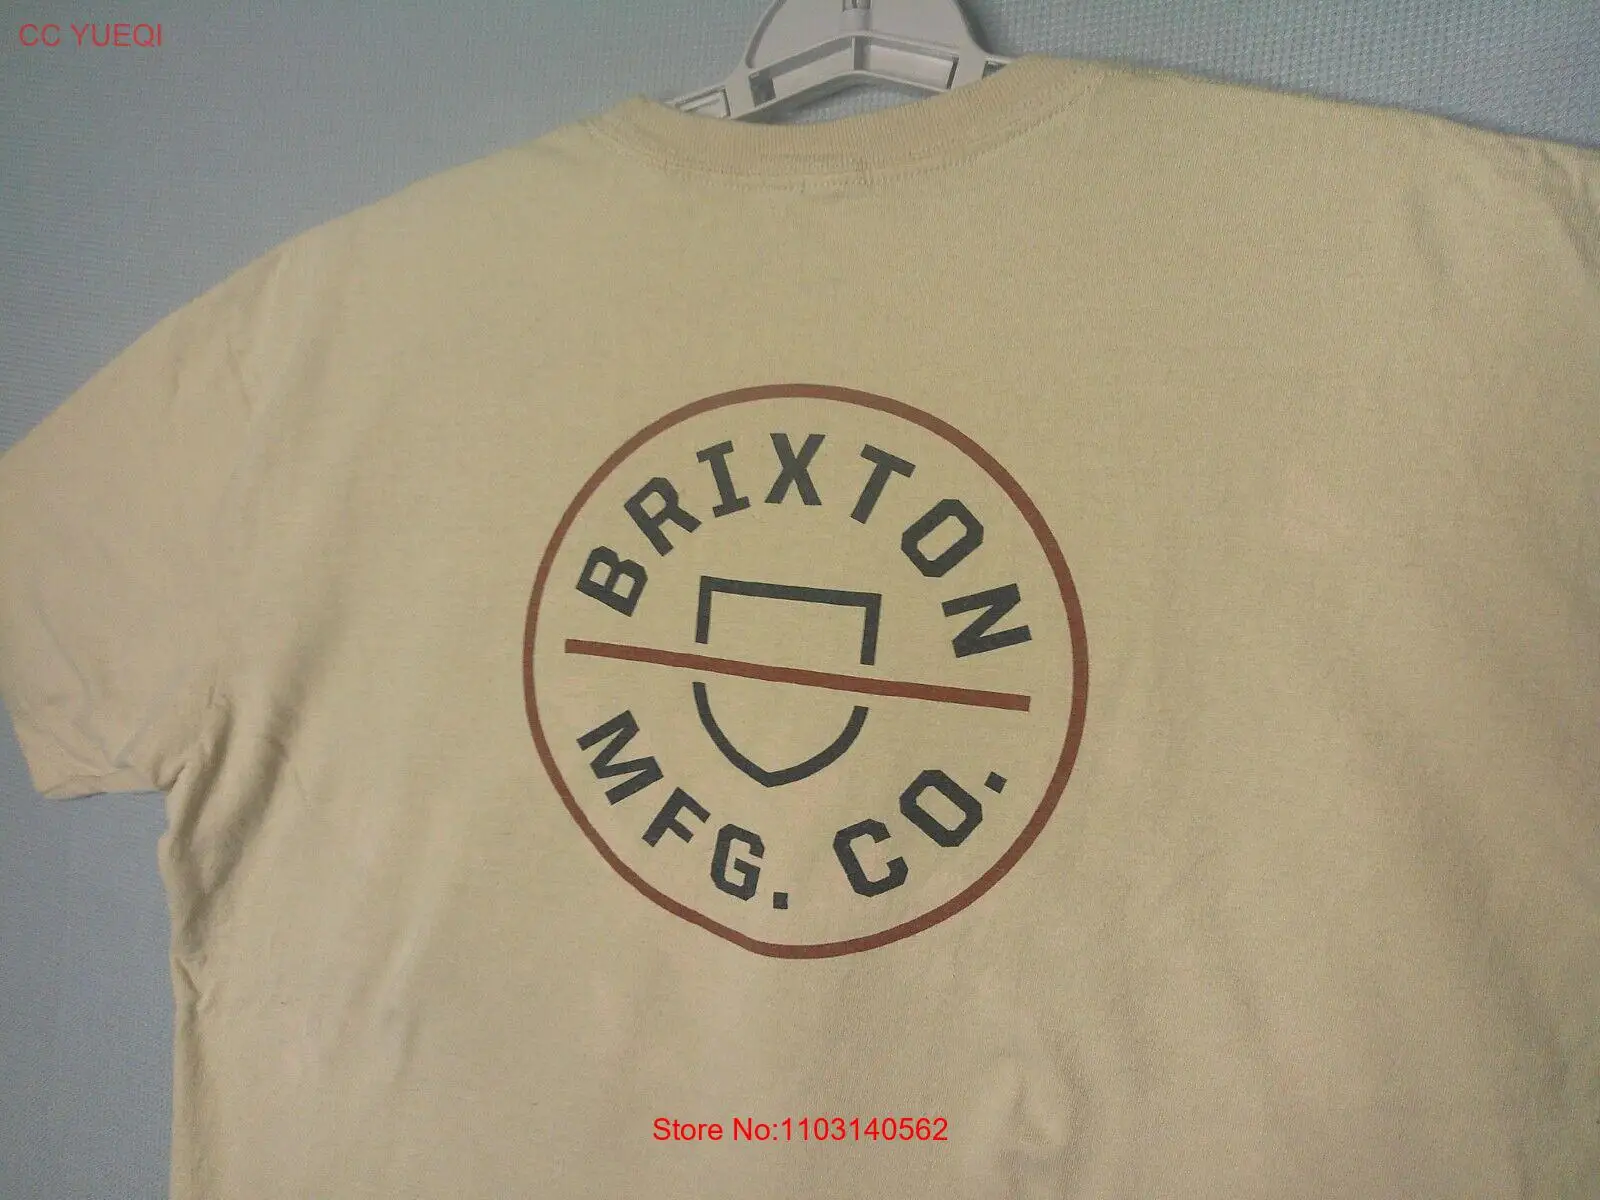 CC YUEQI
BRIXTON
MFG. CO.
Store No:1103140562